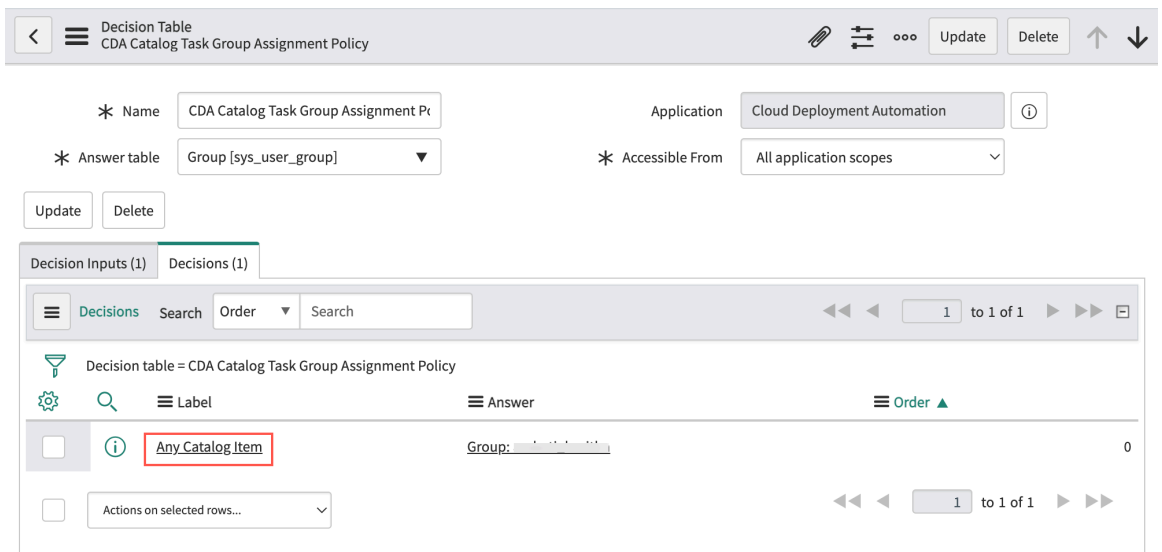 Decision Table
CDA Catalog Task Group Assignment Policy
Update Delete
Name CDA Catalog Task Group Assignment Po Application Cloud Deployment Automation
Answer table Group [sys_user_group] Accessible From All application scopes
Update Delete
Decision Inputs (1) Decisions (1)
Decisions Search Order Search 1 to 1 of 1
Decision table = CDA Catalog Task Group Assignment Policy
Label Answer Order
Any Catalog Item Group: 0
Actions on selected rows... 1 to 1 of 1